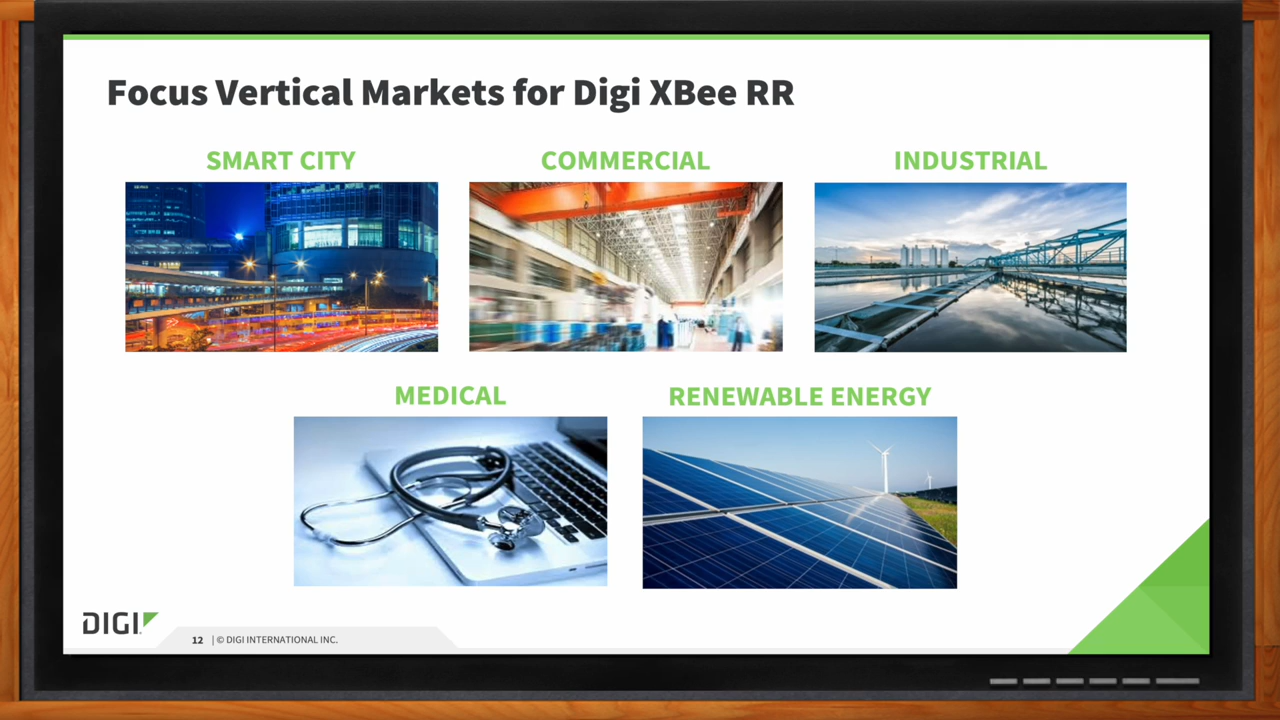 Focus Vertical Markets for Digi XBee RR
SMART CITY
COMMERCIAL
INDUSTRIAL
MEDICAL
RENEWABLE ENERGY
DIGI
12 | © DIGI INTERNATIONAL INC.